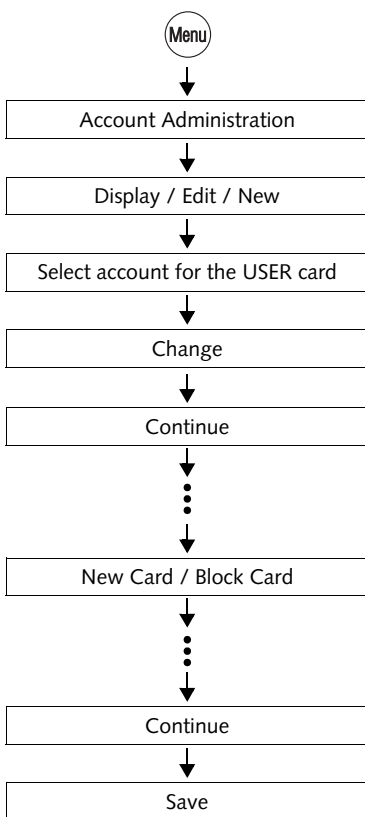 Menu
Account Administration
Display / Edit / New
Select account for the USER card
Change
Continue
New Card / Block Card
Continue
Save